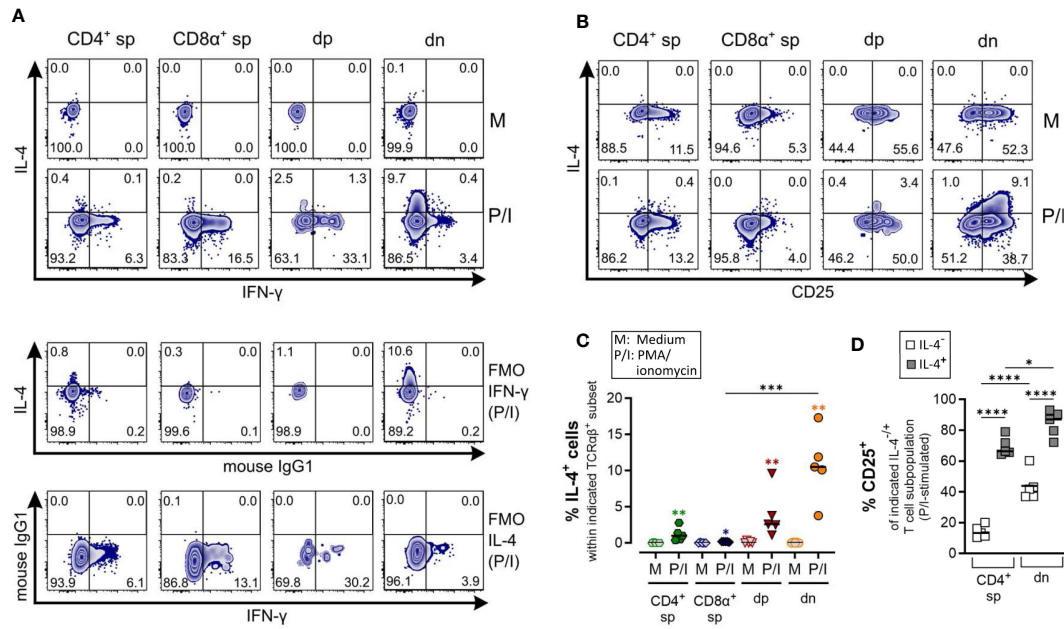 A
CD4⁺ sp CD8α⁺ sp dp dn
IL-4
0.0 0.0 0.0 0.0 0.0 0.0 0.1 0.0
M
100.0 0.0 100.0 0.0 100.0 0.0 99.9 0.0
0.4 0.1 0.2 0.0 2.5 1.3 9.7 0.4
P/I
93.2 6.3 83.3 16.5 63.1 33.1 86.5 3.4
IFN-γ
IL-4
0.8 0.0 0.3 0.0 1.1 0.0 10.6 0.0
FMO
IFN-γ
(P/I)
98.9 0.2 99.6 0.1 98.9 0.0 89.2 0.2
mouse IgG1
mouse IgG1
0.0 0.0 0.1 0.0 0.0 0.0 0.0 0.0
FMO
IL-4
(P/I)
93.9 6.1 86.8 13.1 69.8 30.2 96.1 3.9
IFN-γ
B
CD4⁺ sp CD8α⁺ sp dp dn
IL-4
0.0 0.0 0.0 0.0 0.0 0.0 0.0 0.0
M
88.5 11.5 94.6 5.3 44.4 55.6 47.6 52.3
0.1 0.4 0.0 0.0 0.4 3.4 1.0 9.1
P/I
86.2 13.2 95.8 4.0 46.2 50.0 51.2 38.7
CD25
C
M: Medium
P/I: PMA/
ionomycin
% IL-4⁺ cells
within indicated TCRαβ⁺ subset
20
15
10
5
0
***
** * ** **
M P/I M P/I M P/I M P/I
CD4⁺ sp
CD8α⁺ sp
dp
dn
D
IL-4⁻
IL-4⁺
% CD25⁺
of indicated IL-4⁻/⁺
T cell subpopulation
(P/I-stimulated)
100
80
60
40
20
0
*
****
**** ****
CD4⁺ sp
dn